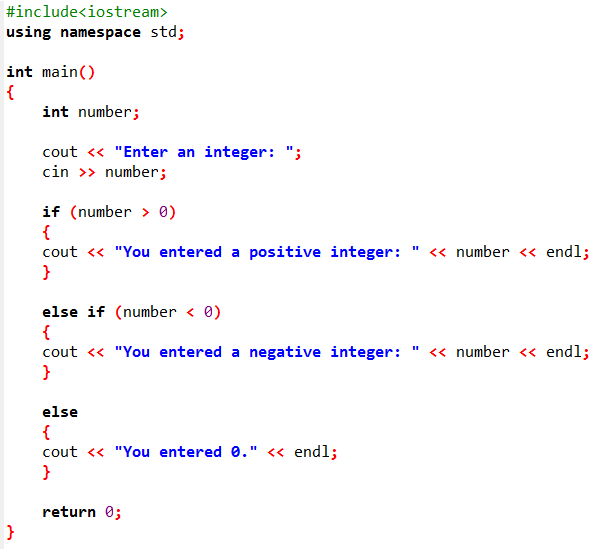 #include<iostream>
using namespace std;

int main()
{
    int number;

    cout << "Enter an integer: ";
    cin >> number;

    if (number > 0)
    {
    cout << "You entered a positive integer: " << number << endl;
    }

    else if (number < 0)
    {
    cout << "You entered a negative integer: " << number << endl;
    }

    else
    {
    cout << "You entered 0." << endl;
    }

    return 0;
}